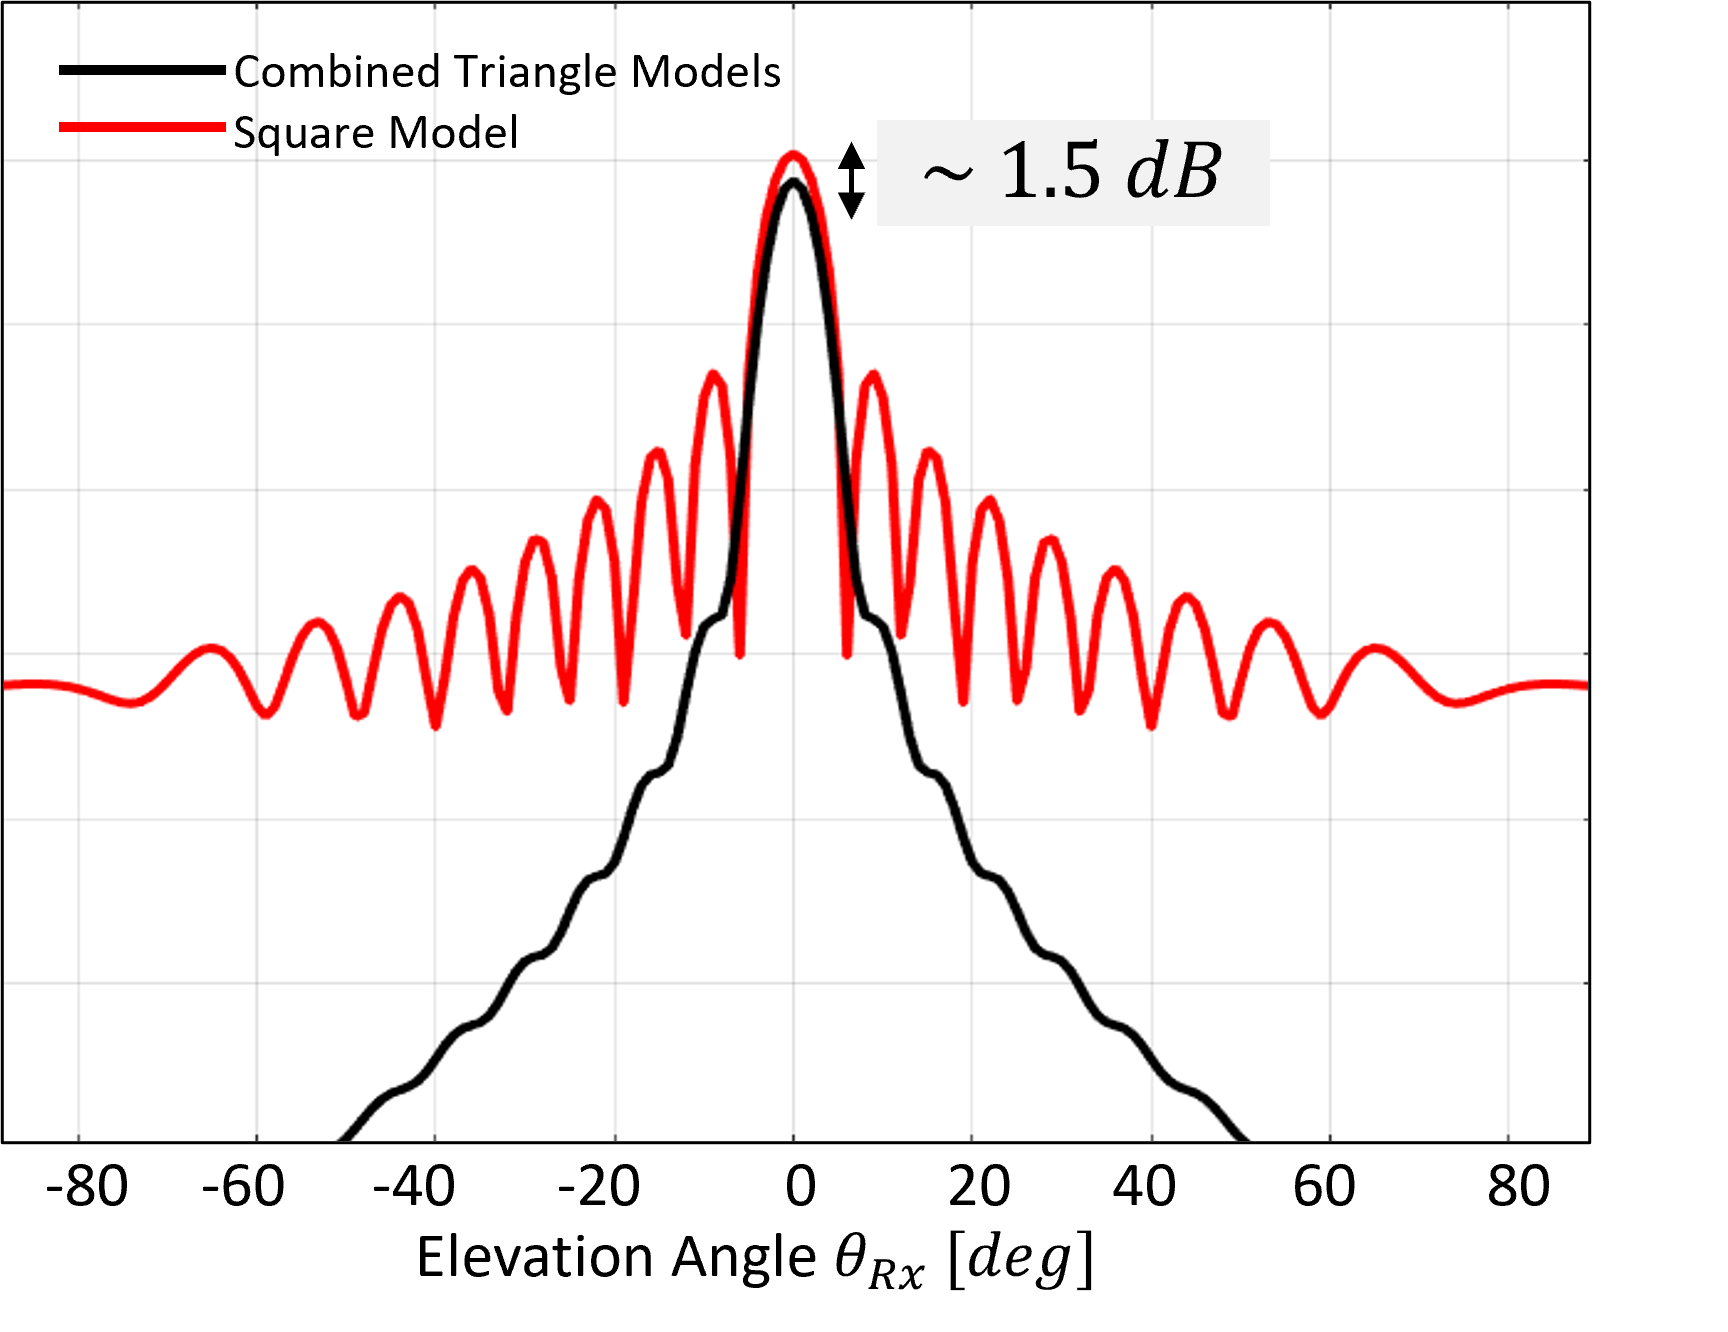 Combined Triangle Models
Square Model
~ 1.5 dB
-80 -60 -40 -20 0 20 40 60 80
Elevation Angle θRx [deg]